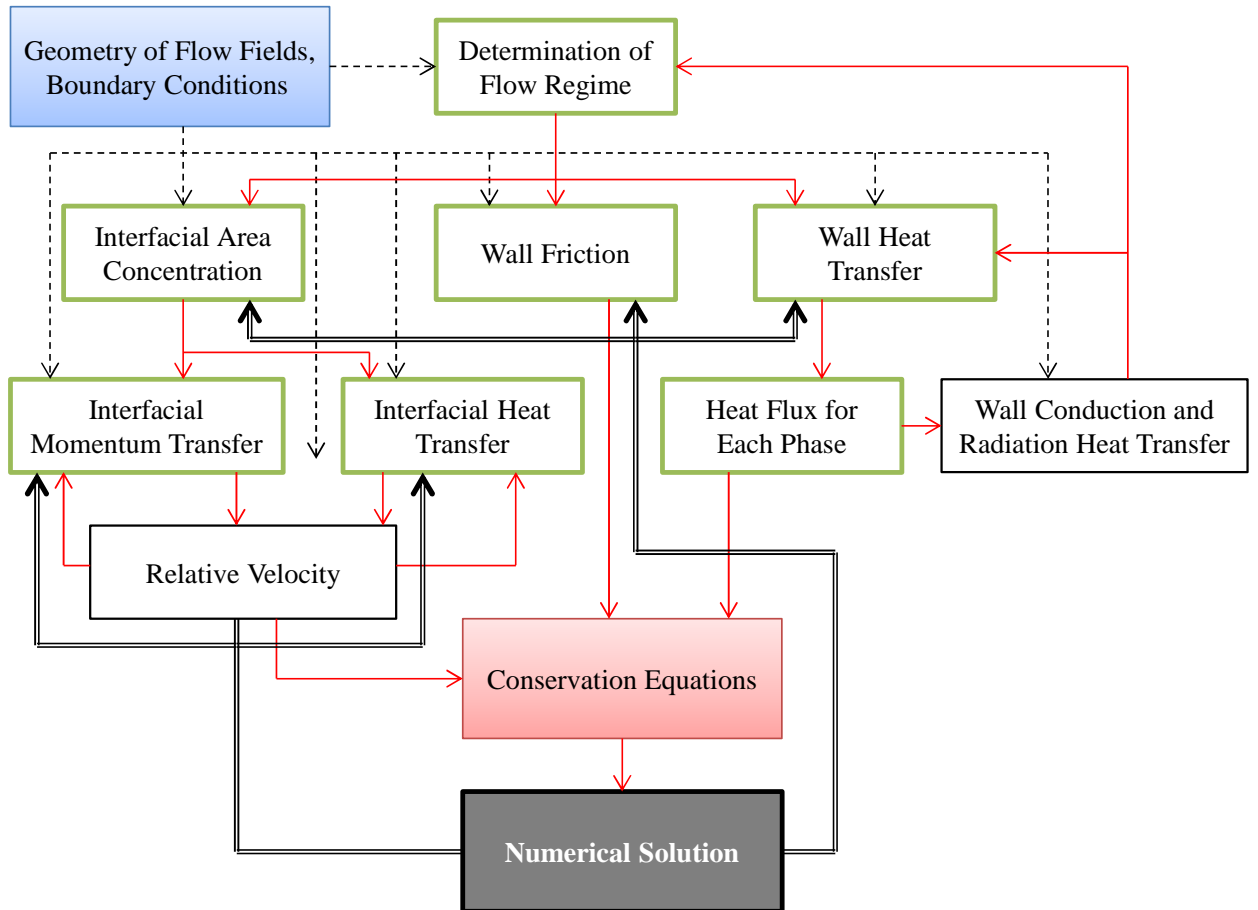 Geometry of Flow Fields,
Boundary Conditions
Determination of
Flow Regime
Interfacial Area
Concentration
Wall Friction
Wall Heat
Transfer
Interfacial
Momentum Transfer
Interfacial Heat
Transfer
Heat Flux for
Each Phase
Wall Conduction and
Radiation Heat Transfer
Relative Velocity
Conservation Equations
Numerical Solution